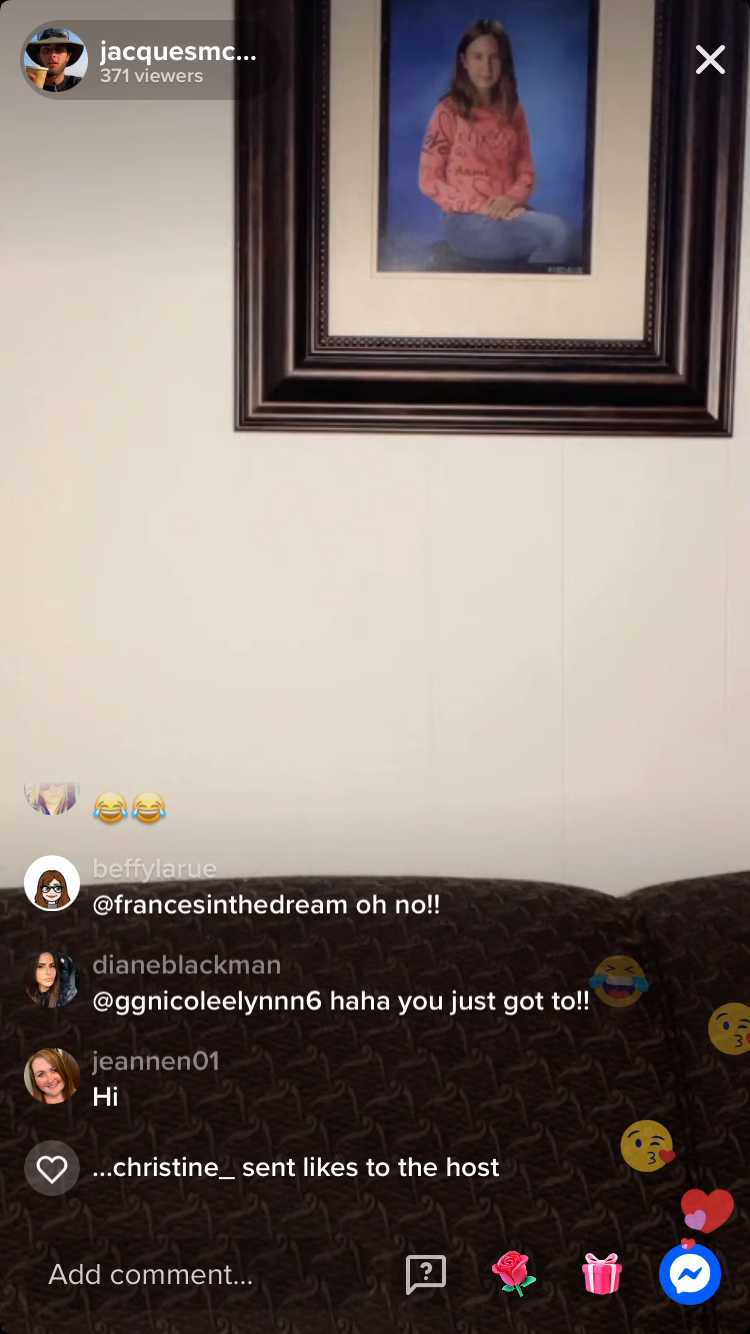 jacquesmc...
371 viewers
😂😂
beffylarue
@francesinthedream oh no!!
dianeblackman
@ggnicoleelynnn6 haha you just got to!!
jeannen01
Hi
...christine_ sent likes to the host
Add comment...